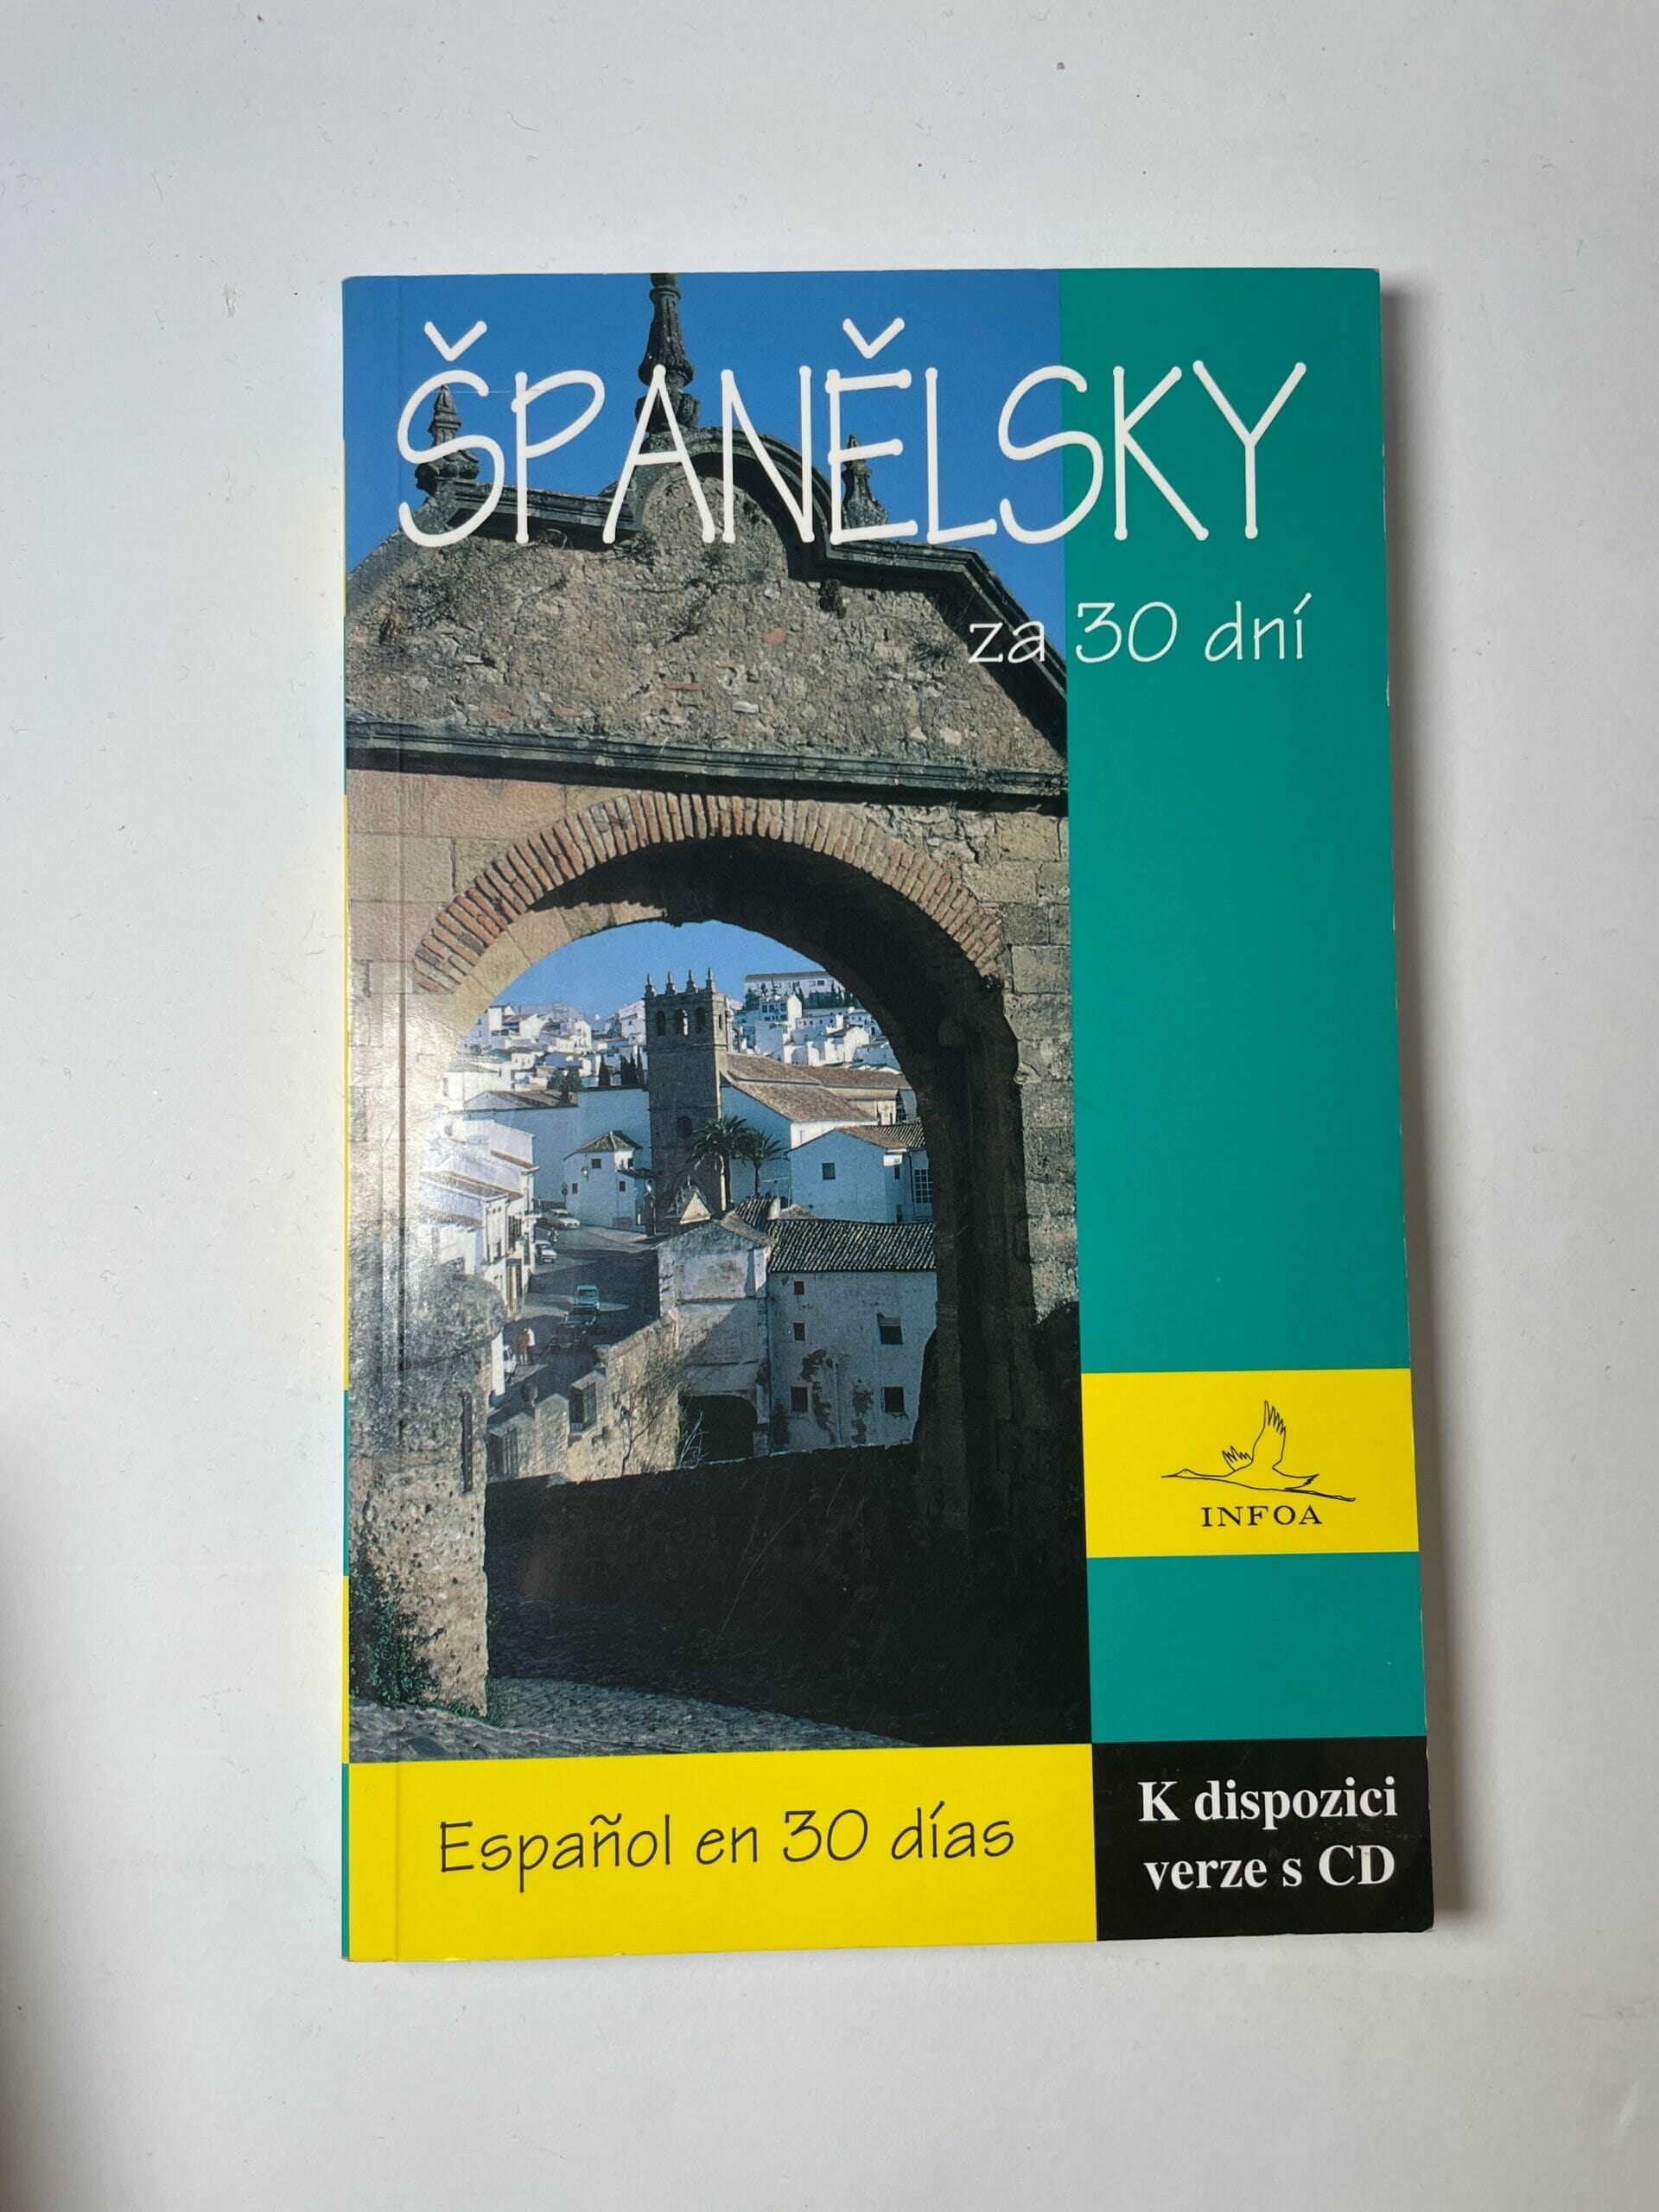 ŠPANĚLSKY
za 30 dní
INFOA
Español en 30 días
K dispozici
verze s CD